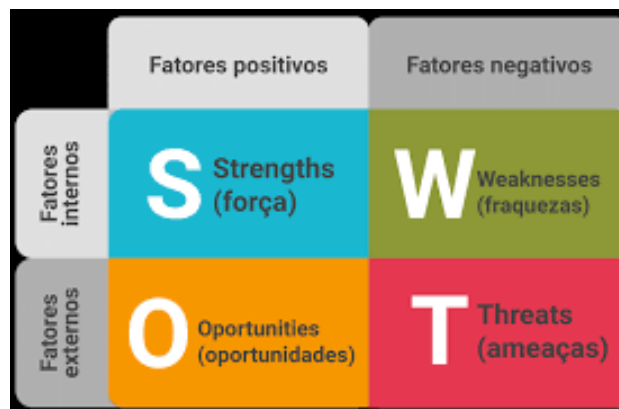 Fatores positivos
Fatores negativos
Fatores
internos
S
Strengths
(força)
W
Weaknesses
(fraquezas)
Fatores
externos
O
Oportunities
(oportunidades)
T
Threats
(ameaças)